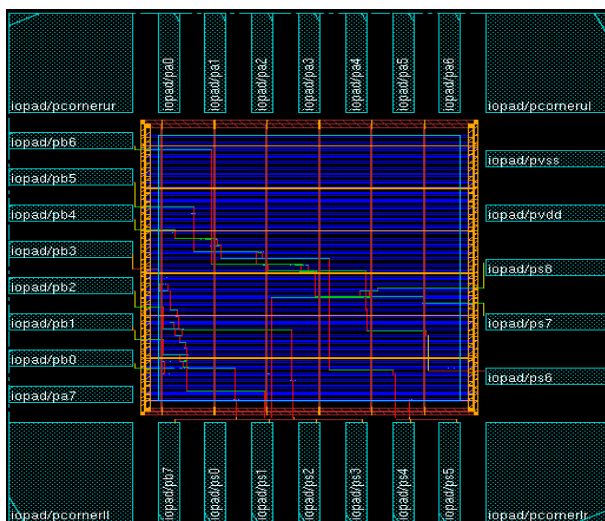 iopad/pa0
iopad/pa1
iopad/pa2
iopad/pa3
iopad/pa4
iopad/pa5
iopad/pa6
iopad/pcornerur
iopad/pcornerul
iopad/pb6
iopad/pvss
iopad/pb5
iopad/pb4
iopad/pvdd
iopad/pb3
iopad/ps8
iopad/pb2
iopad/pb1
iopad/ps7
iopad/pb0
iopad/ps6
iopad/pa7
iopad/pb7
iopad/ps0
iopad/ps1
iopad/ps2
iopad/ps3
iopad/ps4
iopad/ps5
iopad/pcornerll
iopad/pcornerlr